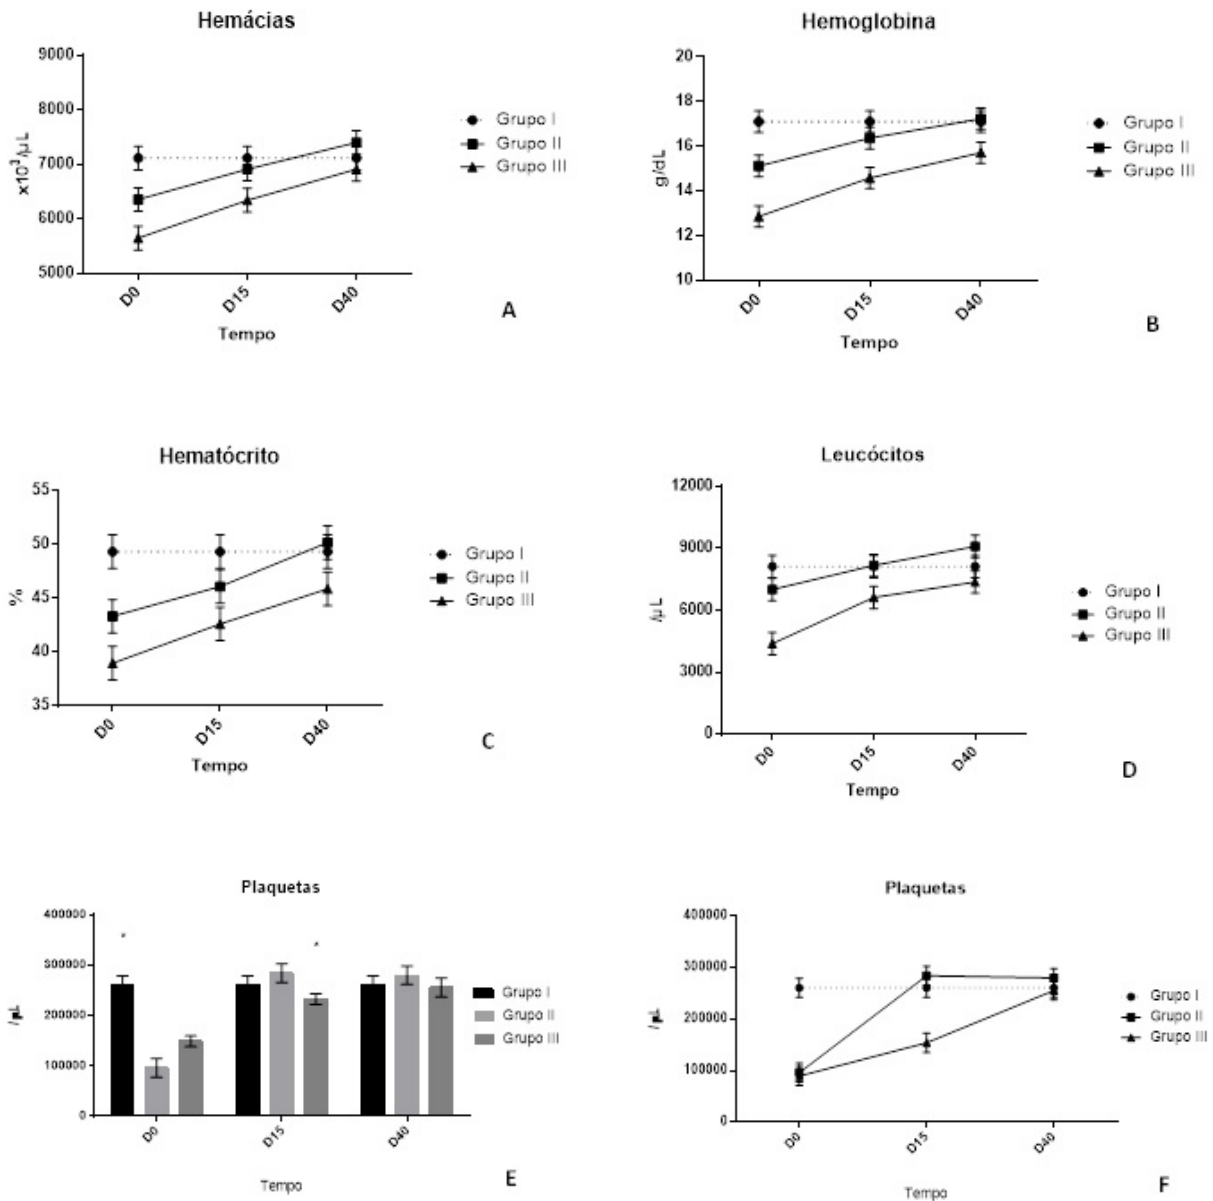 Hemácias
9000
8000
7000
6000
5000
x10³/µL
D0
D15
D40
Tempo
Grupo I
Grupo II
Grupo III
A
Hemoglobina
20
18
16
14
12
10
g/dL
D0
D15
D40
Tempo
Grupo I
Grupo II
Grupo III
B
Hematócrito
55
50
45
40
35
%
D0
D15
D40
Tempo
Grupo I
Grupo II
Grupo III
C
Leucócitos
12000
9000
6000
3000
0
/µL
D0
D15
D40
Tempo
Grupo I
Grupo II
Grupo III
D
Plaquetas
400000
300000
200000
100000
0
/µL
*
*
D0
D15
D40
Tempo
Grupo I
Grupo II
Grupo III
E
Plaquetas
400000
300000
200000
100000
0
/µL
D0
D15
D40
Tempo
Grupo I
Grupo II
Grupo III
F